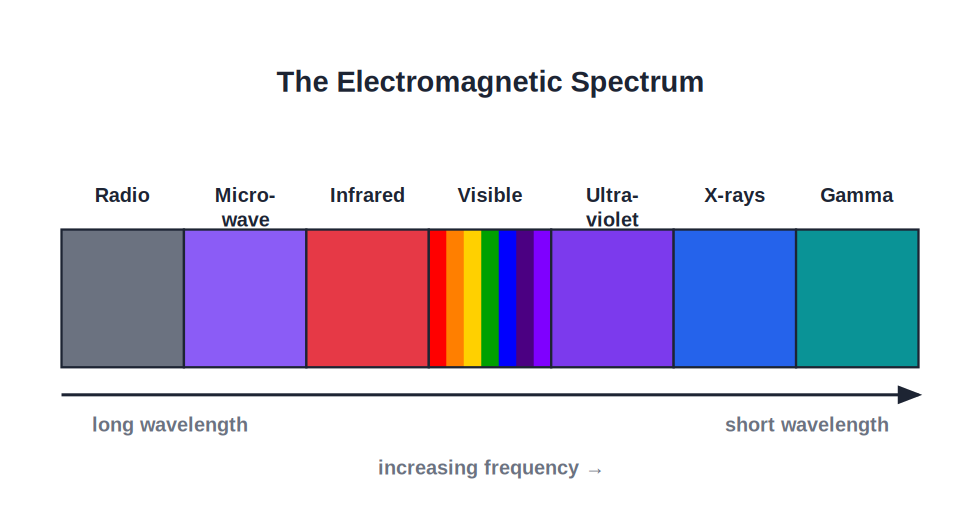 The Electromagnetic Spectrum
Radio
Micro-
wave
Infrared
Visible
Ultra-
violet
X-rays
Gamma
long wavelength
short wavelength
increasing frequency →